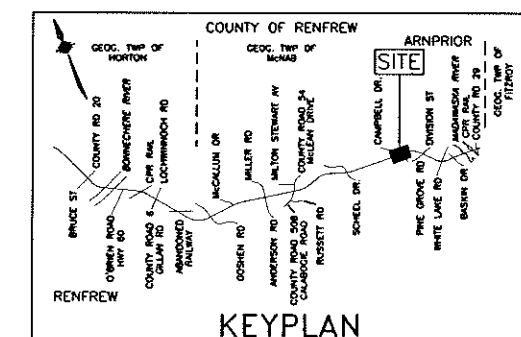 COUNTY OF RENFREW
GEOG. TWP OF
HORTON
GEOG. TWP OF
McNAB
ARNPRIOR
SITE
GEOG. TWP OF
FITZROY
BRUCE ST
COUNTY RD 20
BONNECHERE RIVER
O'BRIEN ROAD
HWY 60
CPR RAIL
COUNTY ROAD 6
GILLAN RD
LOCHWINNOCH RD
ABANDONED
RAILWAY
McCALLUM DR
GOSHEN RD
MILLER RD
ANDERSON RD
MILTON STEWART AV
COUNTY ROAD 508
CALABOGIE ROAD
COUNTY ROAD 54
McLEAN DRIVE
RUSSETT RD
SCHEEL DR.
CAMPBELL DR.
PINE GROVE RD
DIVISION ST
WHITE LAKE RD
MADAWASKA RIVER
CPR RAIL
COUNTY RD 29
BASKIN DR
RENFREW
KEYPLAN